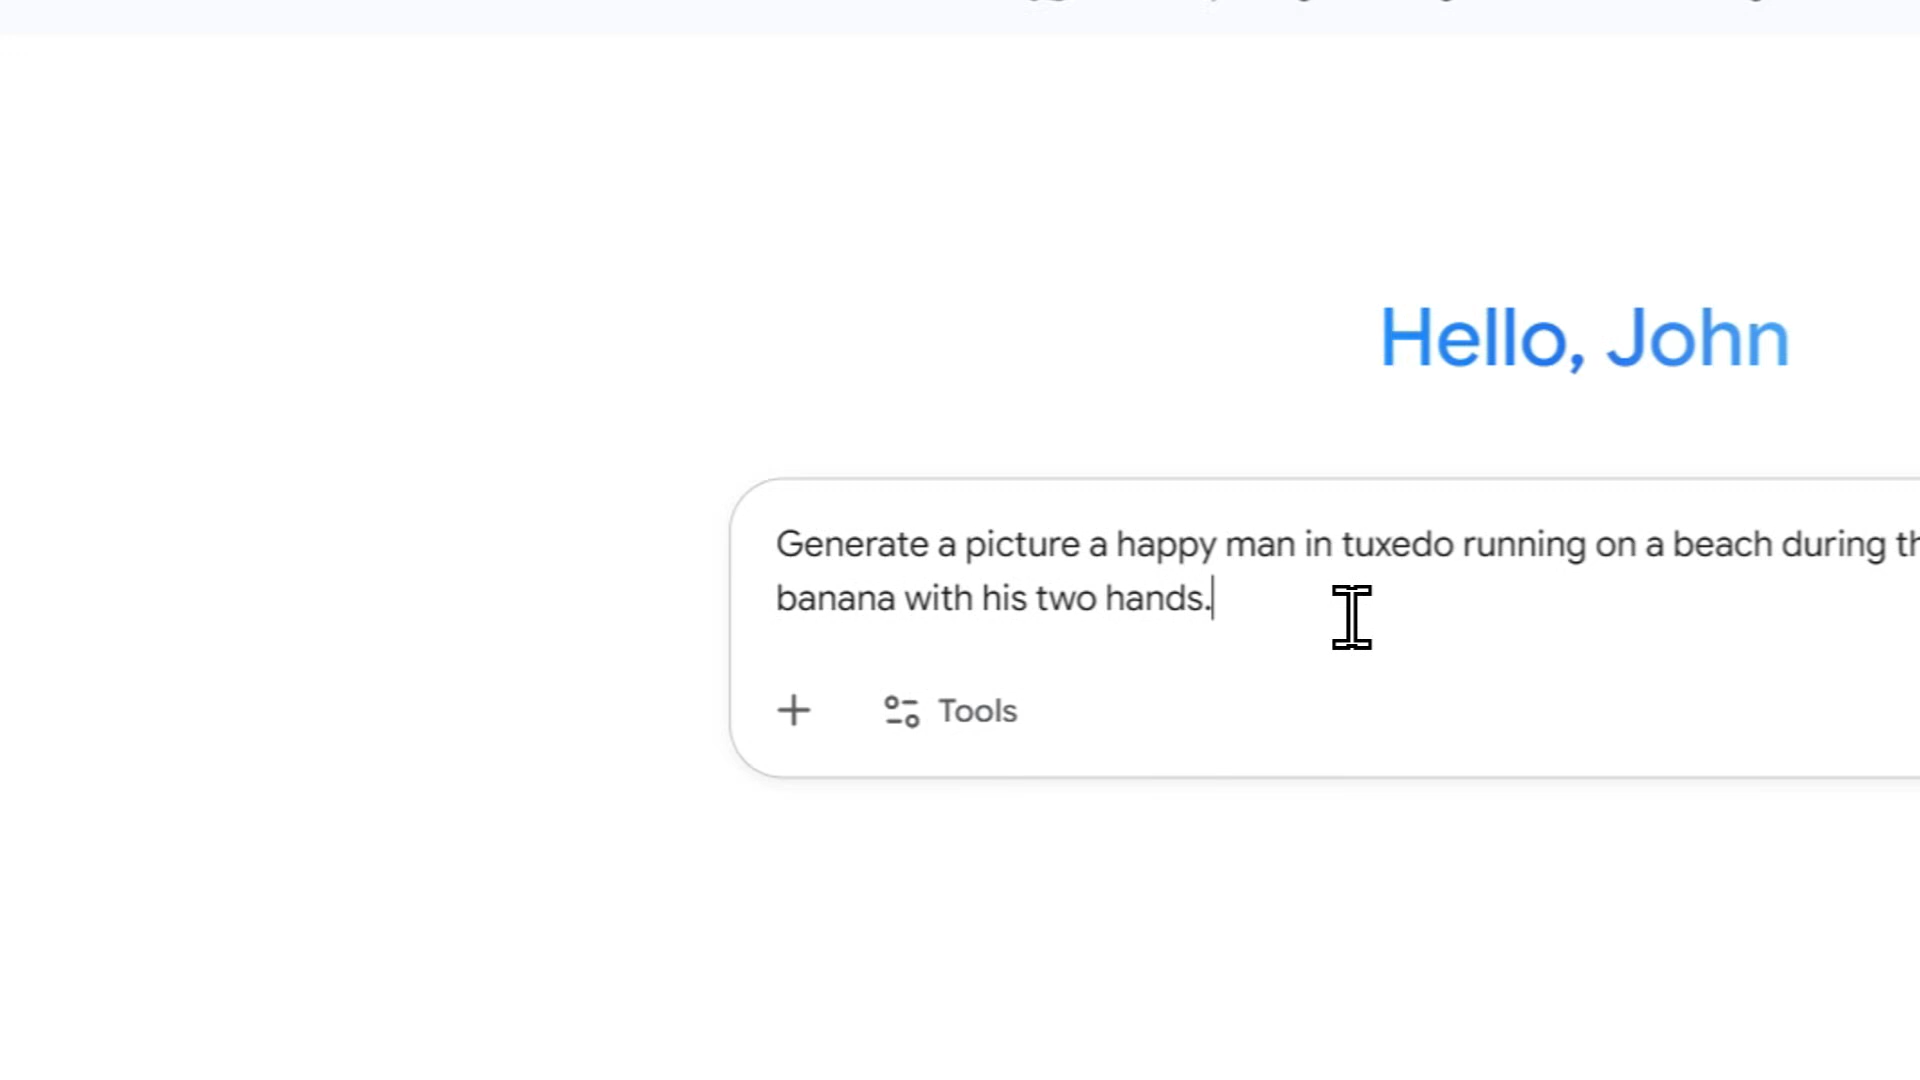 Hello, John
Generate a picture a happy man in tuxedo running on a beach during
banana with his two hands.
Tools